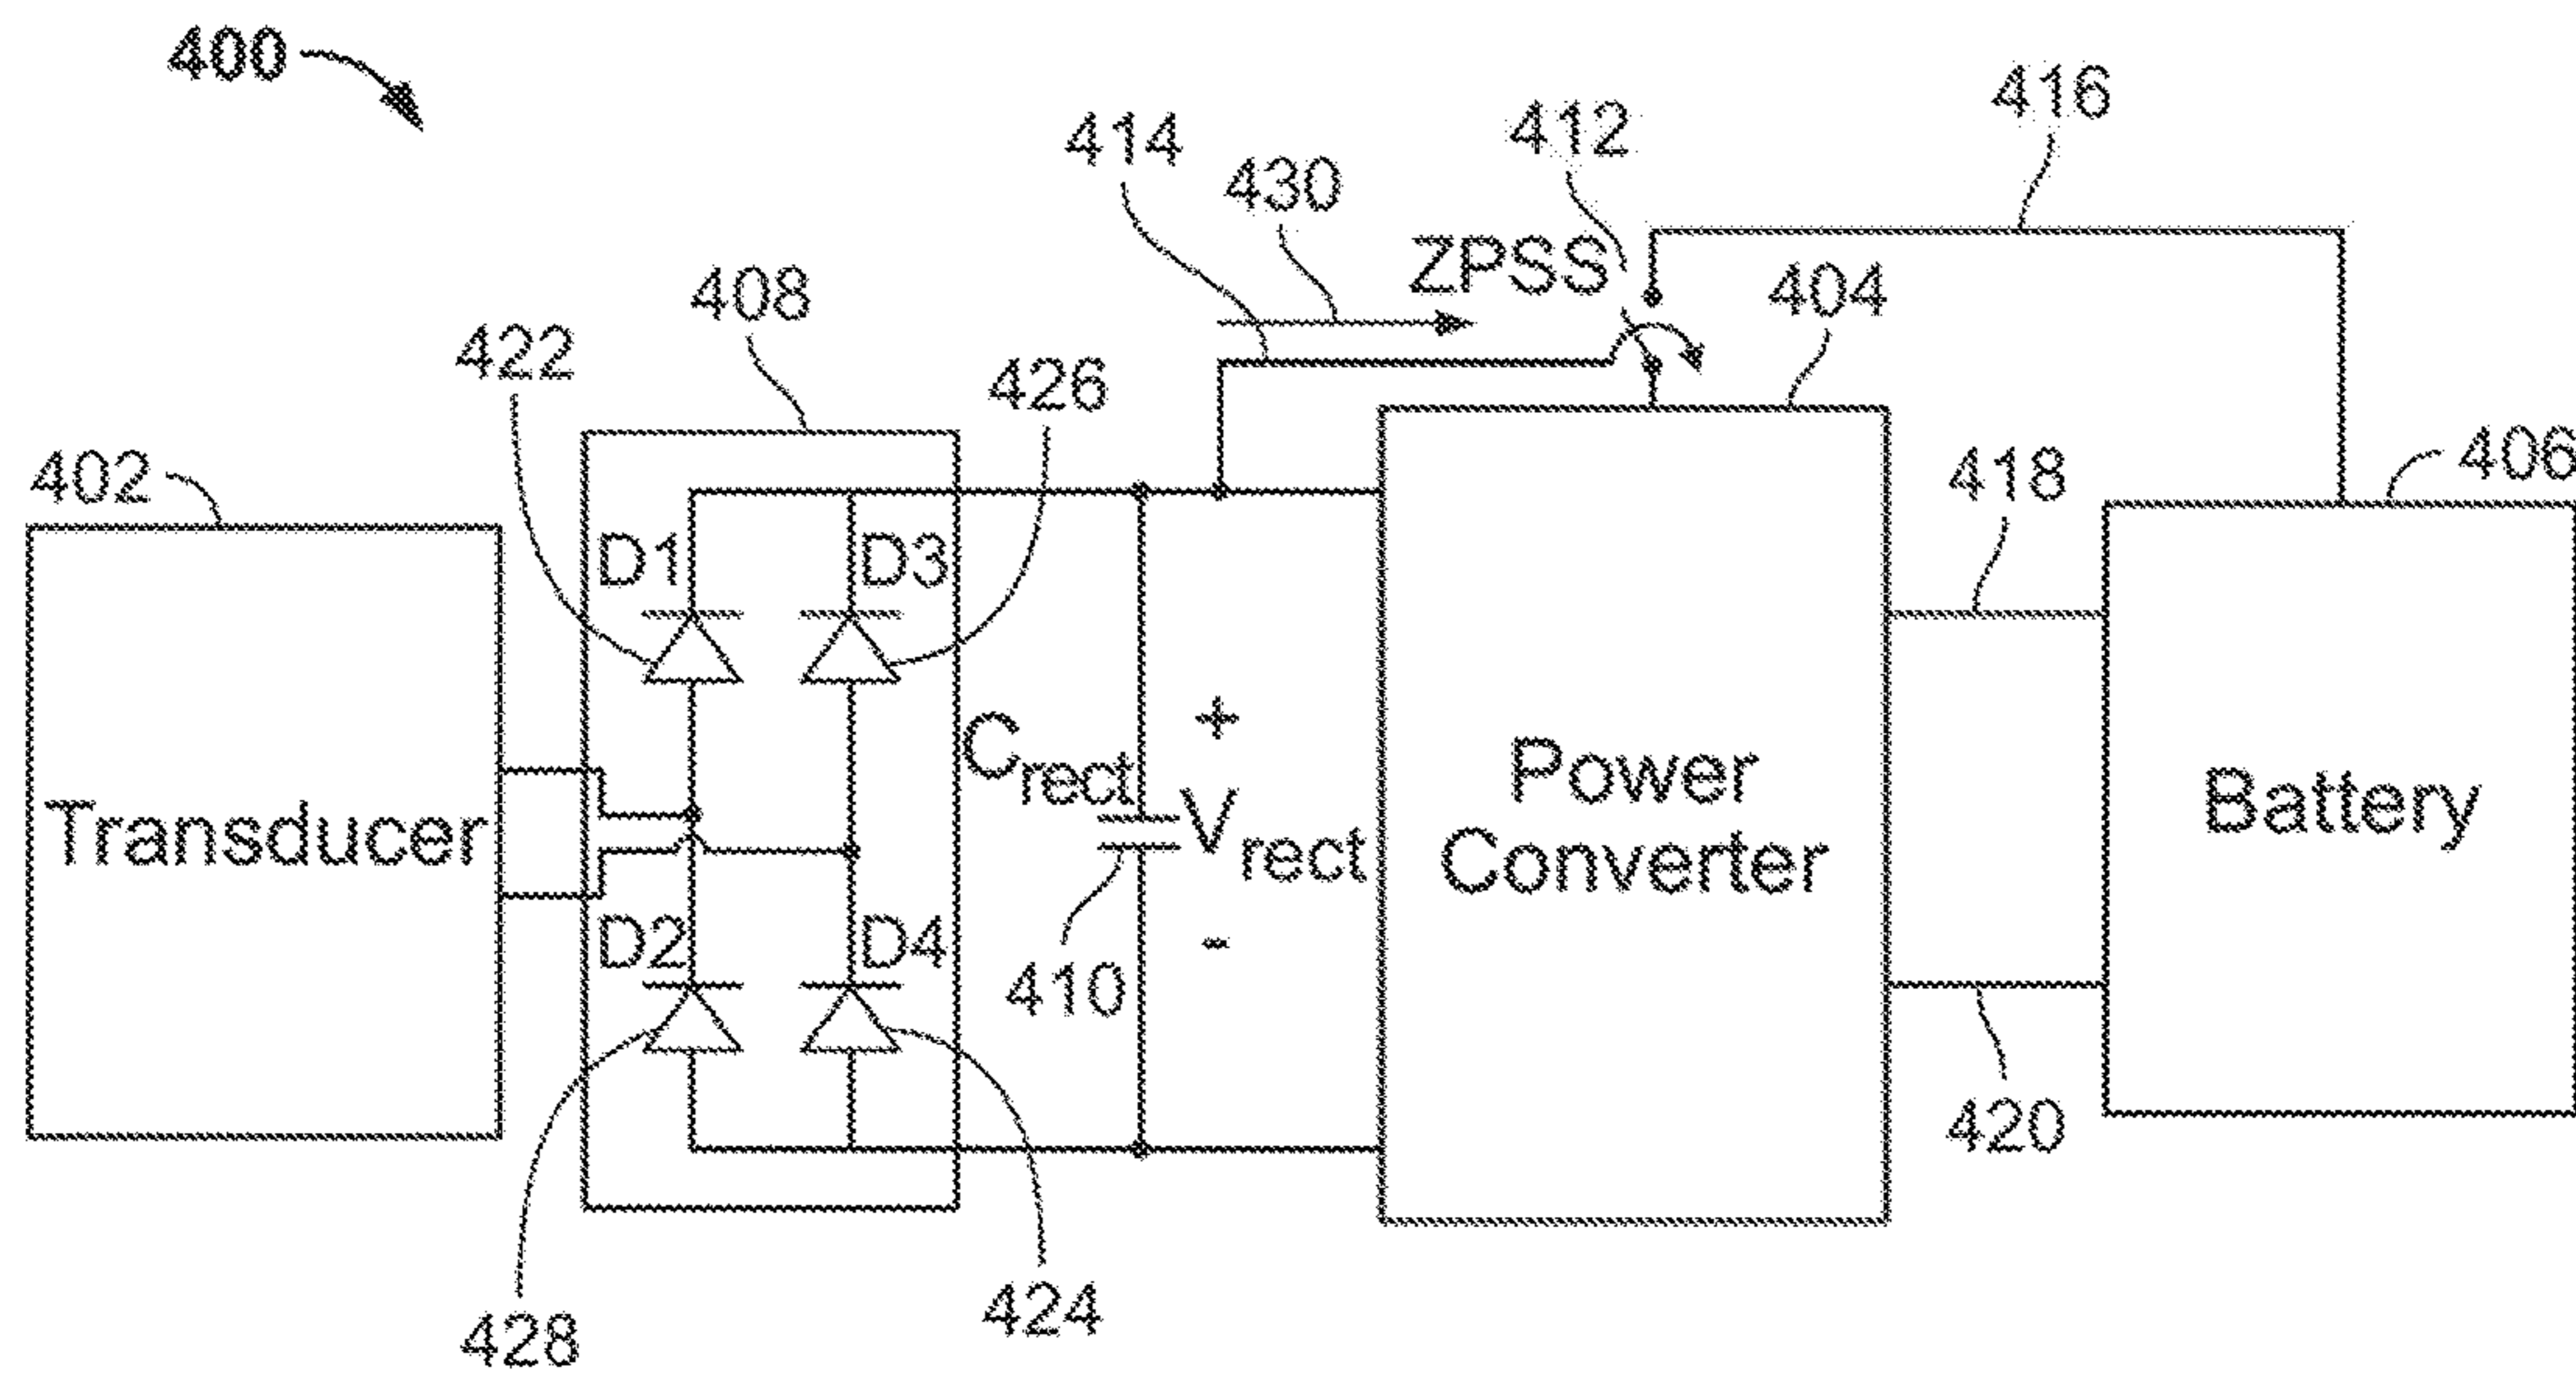 400
416
414
412
430
ZPSS
408
404
422
426
402
418
406
D1
D3
Crect
+
Vrect
-
Transducer
Power
Converter
Battery
D2
D4
410
420
428
424